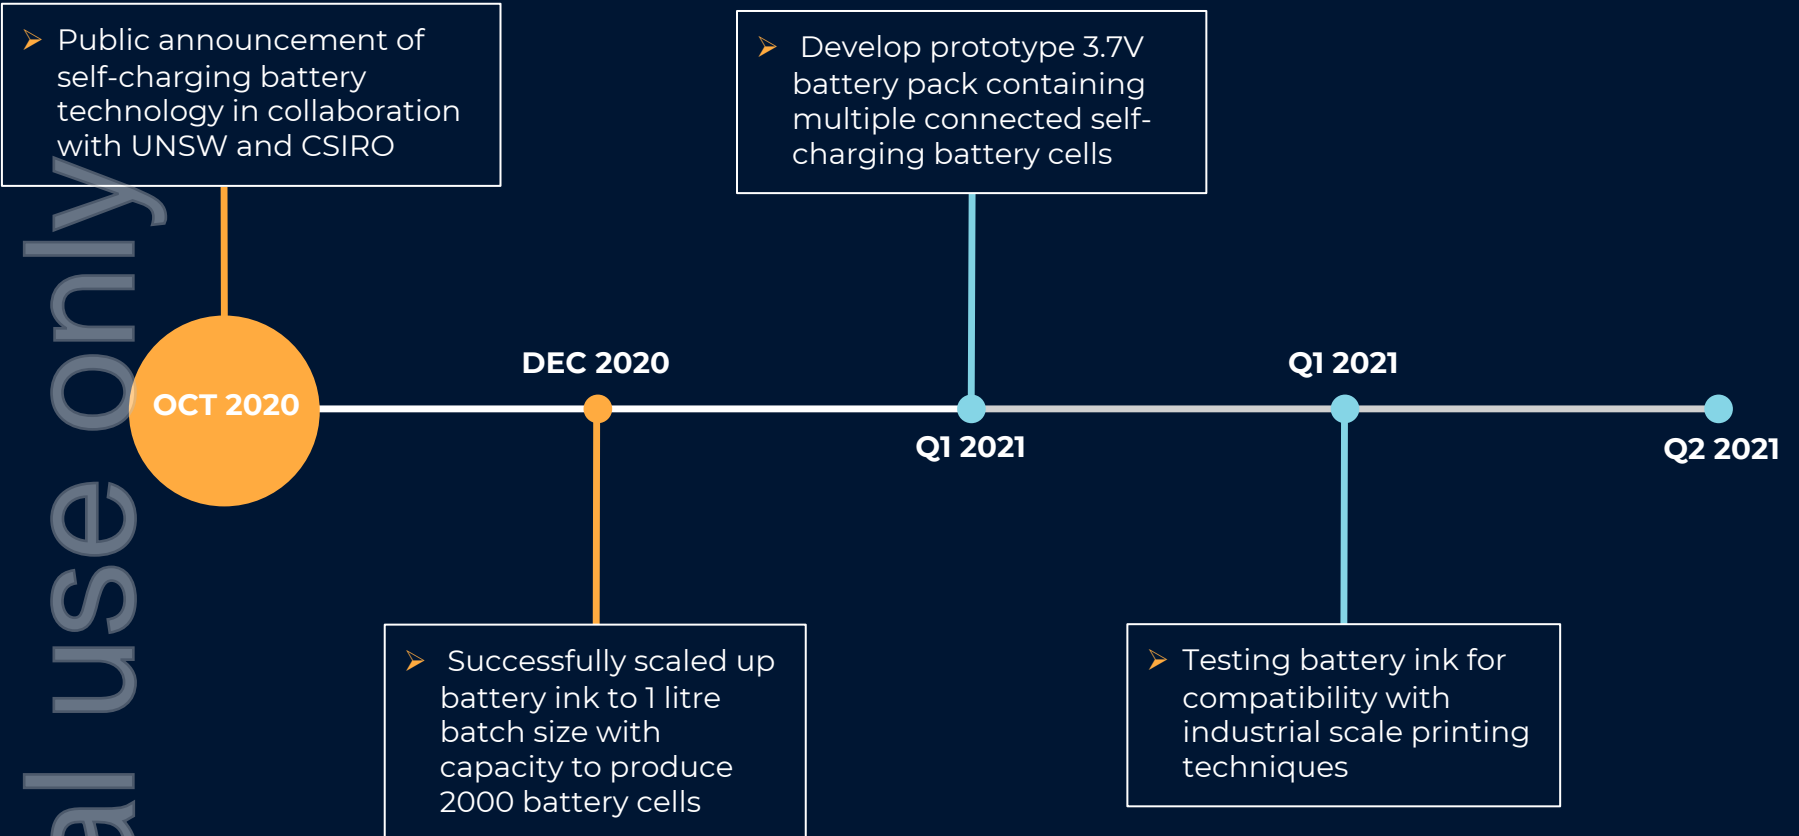 ➢ Public announcement of
self-charging battery
technology in collaboration
with UNSW and CSIRO
➢ Develop prototype 3.7V
battery pack containing
multiple connected self-
charging battery cells
OCT 2020
DEC 2020
Q1 2021
Q1 2021
Q2 2021
➢ Successfully scaled up
battery ink to 1 litre
batch size with
capacity to produce
2000 battery cells
➢ Testing battery ink for
compatibility with
industrial scale printing
techniques
al use only